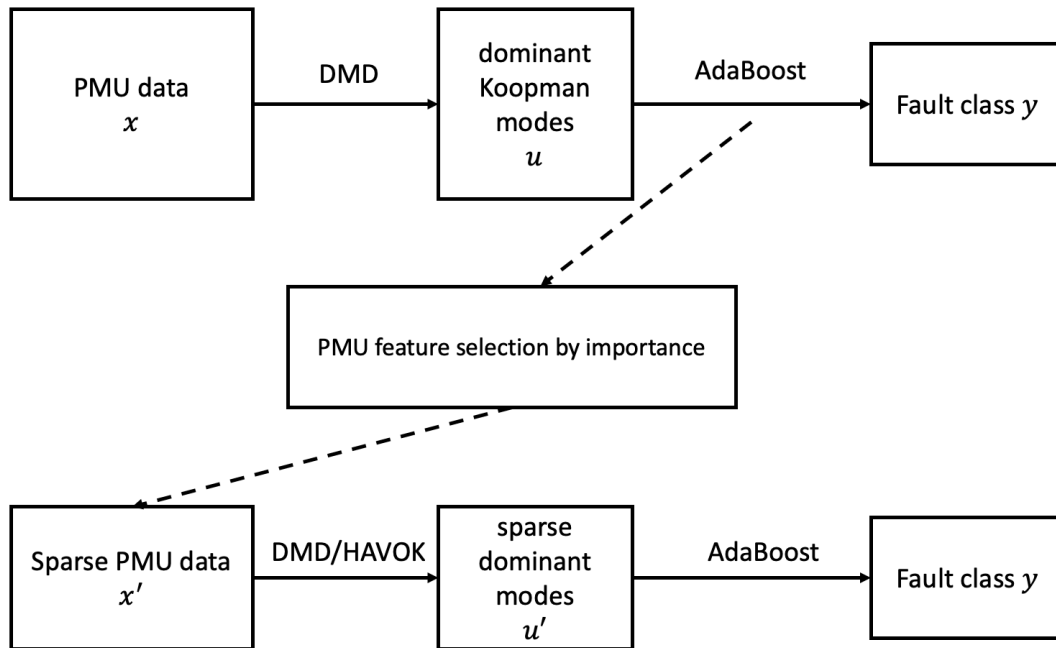 PMU data
x
DMD
dominant
Koopman
modes
u
AdaBoost
Fault class y
PMU feature selection by importance
Sparse PMU data
x′
DMD/HAVOK
sparse
dominant
modes
u′
AdaBoost
Fault class y